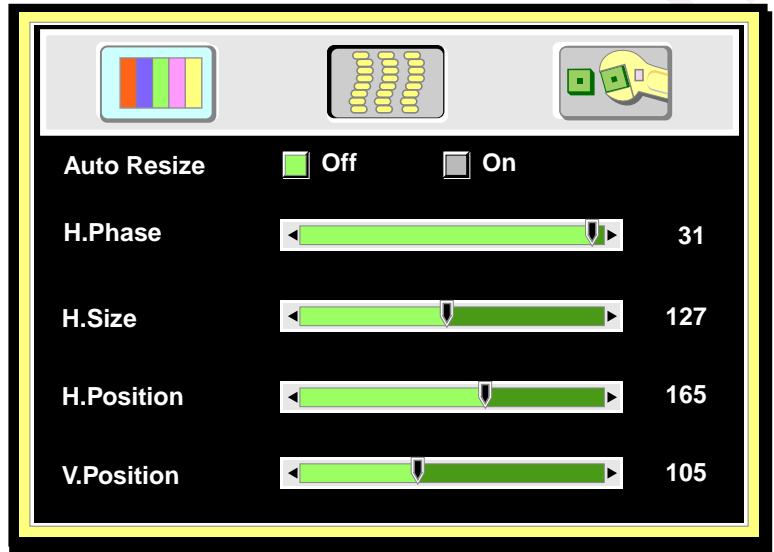 Auto Resize Off On
H.Phase 31
H.Size 127
H.Position 165
V.Position 105